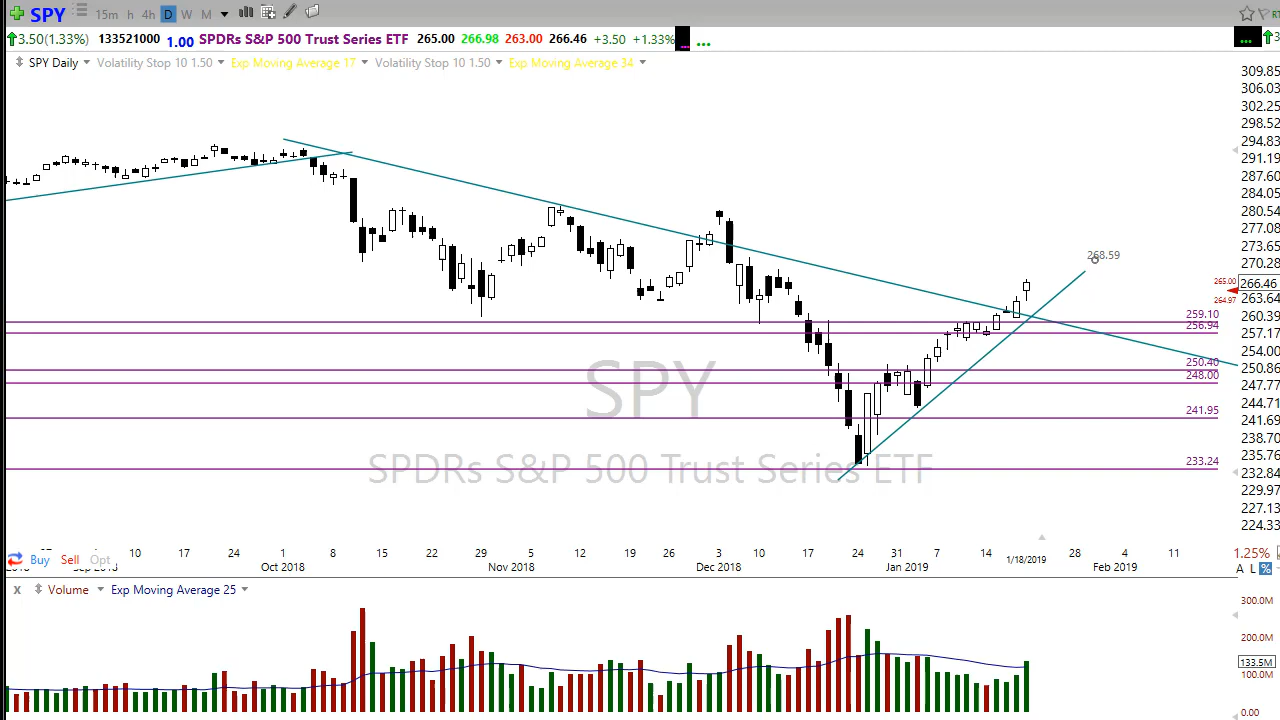 SPY 15m h 4h D W M
3.50(1.33%) 133521000 1.00 SPDRs S&P 500 Trust Series ETF 265.00 266.98 263.00 266.46 +3.50 +1.33%
SPY Daily Volatility Stop 10 1.50 Exp Moving Average 17 Volatility Stop 10 1.50 Exp Moving Average 34
309.85
306.03
302.25
298.52
294.83
291.19
287.60
284.05
280.54
277.08
273.65
268.59
270.28
265.00
266.46
264.97
263.64
259.10
260.39
256.94
257.17
254.00
250.40
250.86
248.00
247.77
SPY
244.71
241.95
241.69
238.70
233.24
235.76
SPDRs S&P 500 Trust Series ETF
232.84
229.97
227.13
224.33
10 17 24 1 8 15 22 29 5 12 19 26 3 10 17 24 31 7 14 28 4 11
1.25%
Buy Sell Opt
Oct 2018 Nov 2018 Dec 2018 Jan 2019 1/18/2019 Feb 2019
A L %
x Volume Exp Moving Average 25
300.0M
200.0M
133.5M
100.0M
0.00